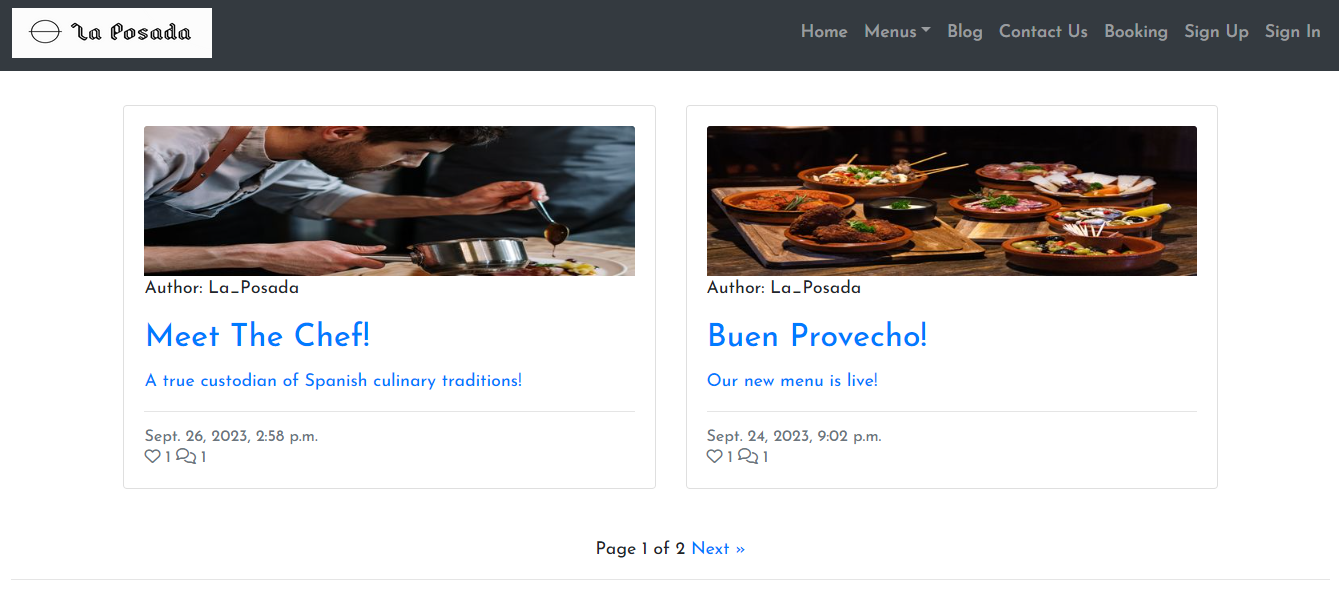 La Posada
Home Menus Blog Contact Us Booking Sign Up Sign In
Author: La_Posada
Meet The Chef!
A true custodian of Spanish culinary traditions!
Sept. 26, 2023, 2:58 p.m.
1 1
Author: La_Posada
Buen Provecho!
Our new menu is live!
Sept. 24, 2023, 9:02 p.m.
1 1
Page 1 of 2 Next »